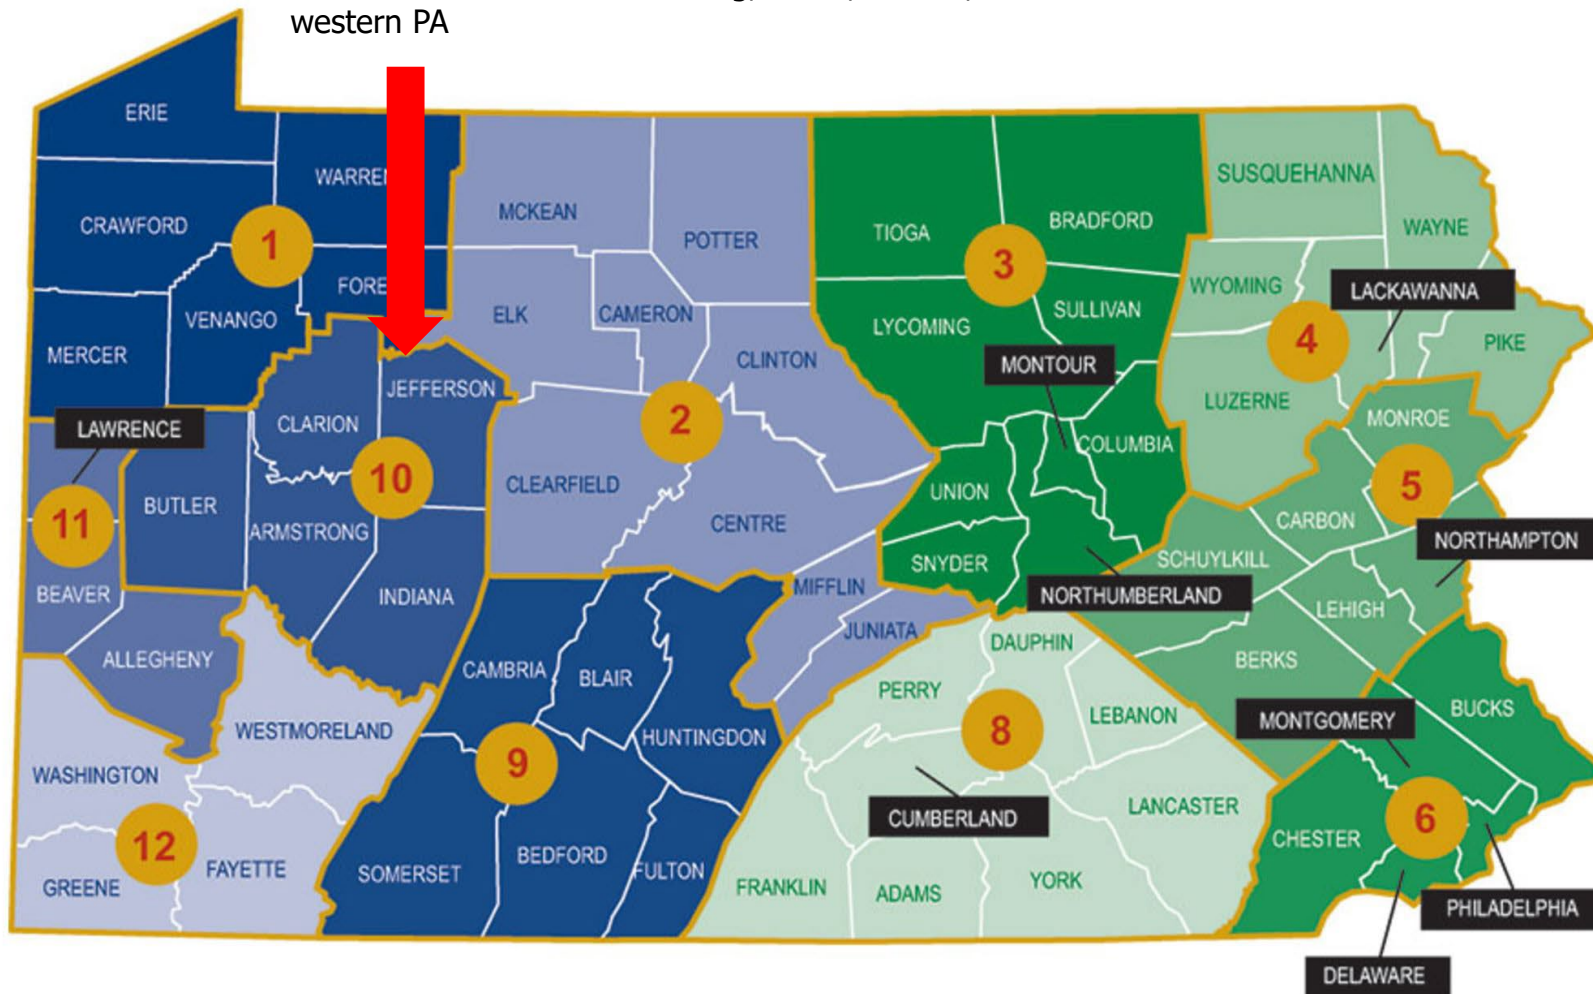 western PA
ERIE
WARREN
CRAWFORD
1
MCKEAN
POTTER
TIOGA
BRADFORD
3
SUSQUEHANNA
WAYNE
WYOMING
LACKAWANNA
4
PIKE
FORE
VENANGO
MERCER
ELK
CAMERON
CLINTON
LYCOMING
SULLIVAN
MONTOUR
LUZERNE
MONROE
JEFFERSON
CLARION
LAWRENCE
2
COLUMBIA
10
CLEARFIELD
CENTRE
UNION
5
CARBON
BUTLER
11
ARMSTRONG
SNYDER
SCHUYLKILL
NORTHAMPTON
BEAVER
INDIANA
MIFFLIN
NORTHUMBERLAND
LEHIGH
ALLEGHENY
CAMBRIA
BLAIR
JUNIATA
DAUPHIN
BERKS
PERRY
LEBANON
WESTMORELAND
HUNTINGDON
8
MONTGOMERY
BUCKS
WASHINGTON
9
CUMBERLAND
LANCASTER
6
CHESTER
12
GREENE
FAYETTE
SOMERSET
BEDFORD
FULTON
FRANKLIN
ADAMS
YORK
PHILADELPHIA
DELAWARE